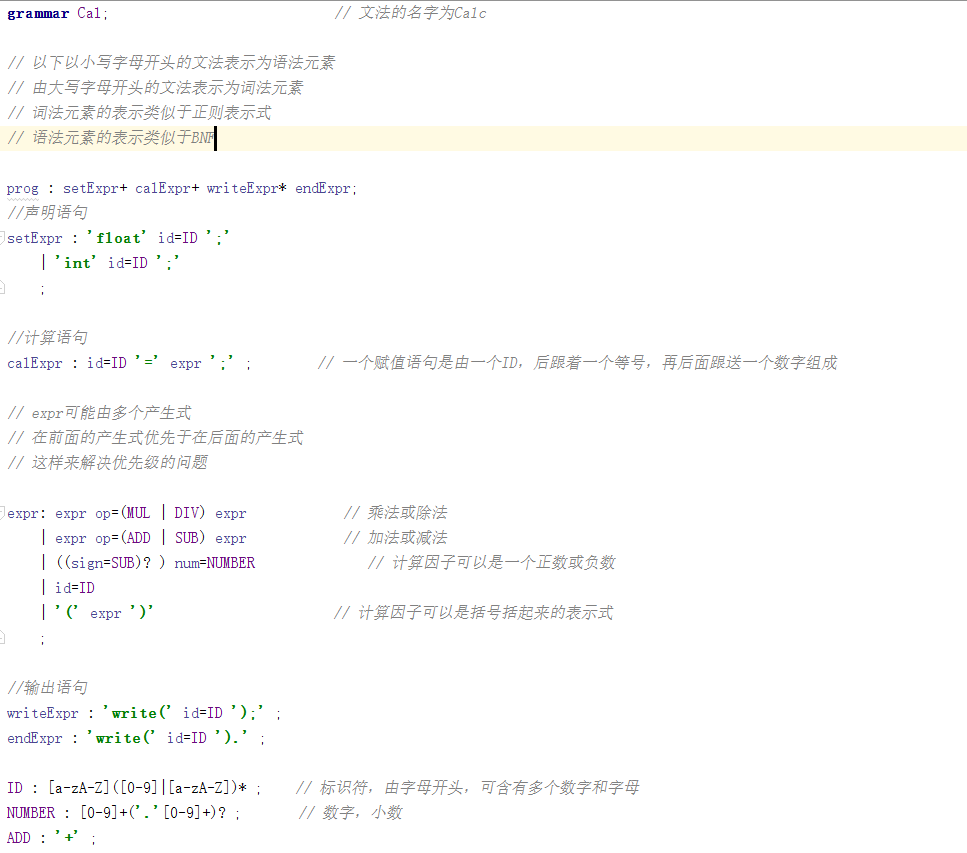 grammar Cal; // 文法的名字为Calc
// 以下以小写字母开头的文法表示为语法元素
// 由大写字母开头的文法表示为词法元素
// 词法元素的表示类似于正则表示式
// 语法元素的表示类似于BNF
prog : setExpr+ calExpr+ writeExpr* endExpr;
//声明语句
setExpr : 'float' id=ID ';'
| 'int' id=ID ';'
;
//计算语句
calExpr : id=ID '=' expr ';' ; // 一个赋值语句是由一个ID，后跟着一个等号，再后面跟送一个数字组成
// expr可能由多个产生式
// 在前面的产生式优先于在后面的产生式
// 这样来解决优先级的问题
expr: expr op=(MUL | DIV) expr // 乘法或除法
| expr op=(ADD | SUB) expr // 加法或减法
| ((sign=SUB)? ) num=NUMBER // 计算因子可以是一个正数或负数
| id=ID
| '(' expr ')' // 计算因子可以是括号括起来的表示式
;
//输出语句
writeExpr : 'write(' id=ID ');' ;
endExpr : 'write(' id=ID ').' ;
ID : [a-zA-Z]([0-9]|[a-zA-Z])* ; // 标识符，由字母开头，可含有多个数字和字母
NUMBER : [0-9]+('.'[0-9]+)? ; // 数字，小数
ADD : '+' ;